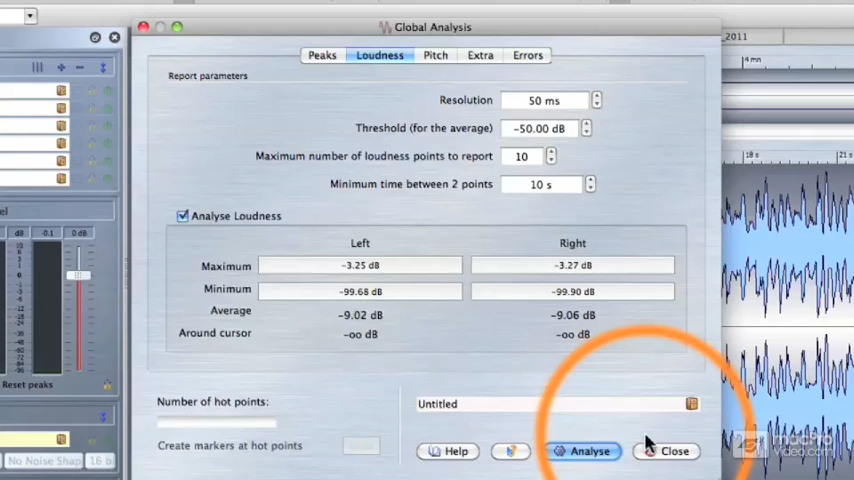 Global Analysis
_2011
Peaks
Loudness
Pitch
Extra
Errors
4 mn
Report parameters
Resolution
50 ms
Threshold (for the average)
-50.00 dB
Maximum number of loudness points to report
10
18 s
21 s
Minimum time between 2 points
10 s
Analyse Loudness
dB
-0.1
0 dB
Left
Right
Maximum
-3.25 dB
-3.27 dB
Minimum
-99.68 dB
-99.90 dB
Average
-9.02 dB
-9.06 dB
Around cursor
-oo dB
-oo dB
Reset peaks
Number of hot points:
Untitled
Create markers at hot points
Help
Analyse
Close
macPro
Video.com
No Noise Shap